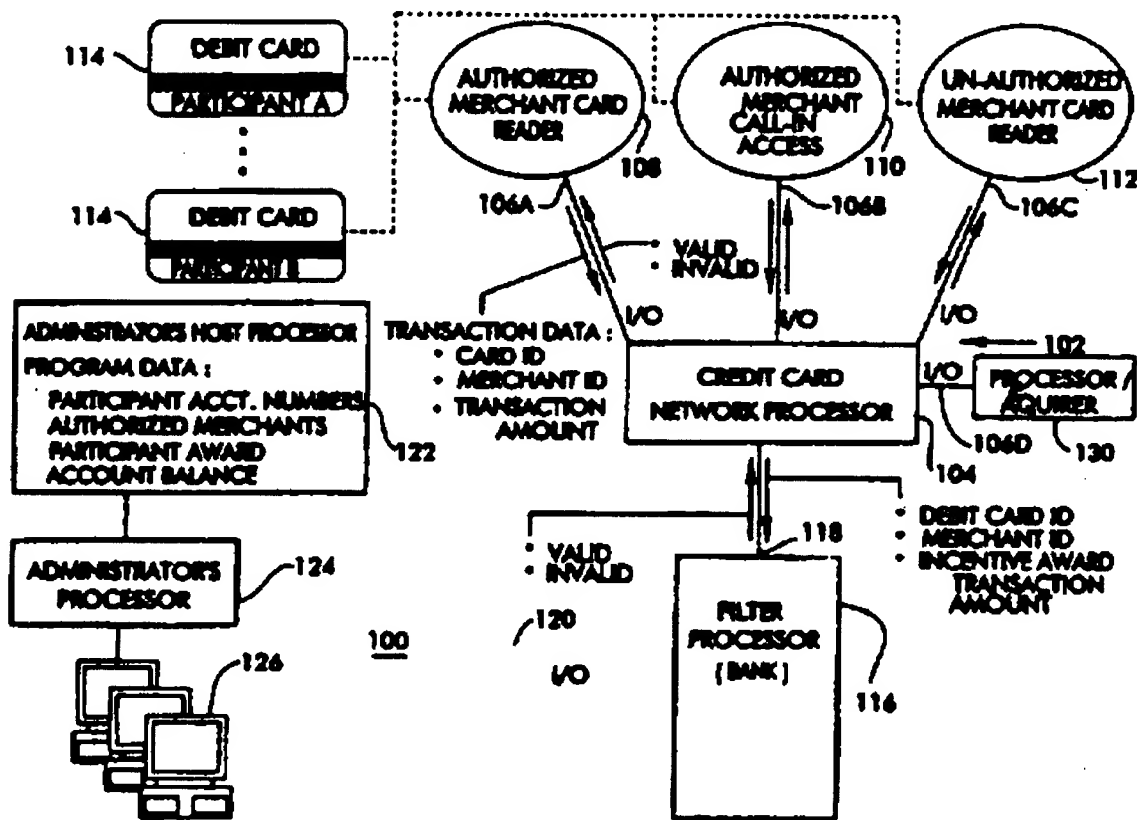 114
DEBIT CARD
PARTICIPANT A
114
DEBIT CARD
AUTHORIZED
MERCHANT CARD
READER
108
AUTHORIZED
MERCHANT
CALL-IN
ACCESS
110
UN-AUTHORIZED
MERCHANT CARD
READER
112
106A
106B
106C
• VALID
• INVALID
I/O
I/O
I/O
TRANSACTION DATA :
• CARD ID
• MERCHANT ID
• TRANSACTION
AMOUNT
ADMINISTRATOR'S HOST PROCESSOR
PROGRAM DATA :
PARTICIPANT ACCT. NUMBERS
AUTHORIZED MERCHANTS
PARTICIPANT AWARD
ACCOUNT BALANCE
122
CREDIT CARD
NETWORK PROCESSOR
104
102
I/O
106D
PROCESSOR /
AQUIRER
130
• VALID
• INVALID
118
• DEBIT CARD ID
• MERCHANT ID
• INCENTIVE AWARD
TRANSACTION
AMOUNT
ADMINISTRATOR'S
PROCESSOR
124
126
100
120
I/O
FILTER
PROCESSOR
( BANK )
116